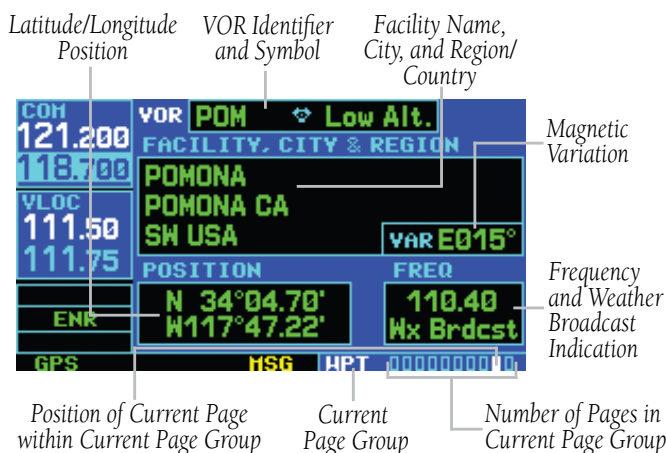 Latitude/Longitude
Position
VOR Identifier
and Symbol
Facility Name,
City, and Region/
Country
COM
121.200
118.700
VLOC
111.50
111.75
ENR
GPS
VOR POM Low Alt.
FACILITY, CITY & REGION
POMONA
POMONA CA
SW USA
VAR E015°
POSITION
N 34°04.70'
W117°47.22'
FREQ
110.40
Wx Brdcst
MSG
WPT
Magnetic
Variation
Frequency
and Weather
Broadcast
Indication
Position of Current Page
within Current Page Group
Current
Page Group
Number of Pages in
Current Page Group